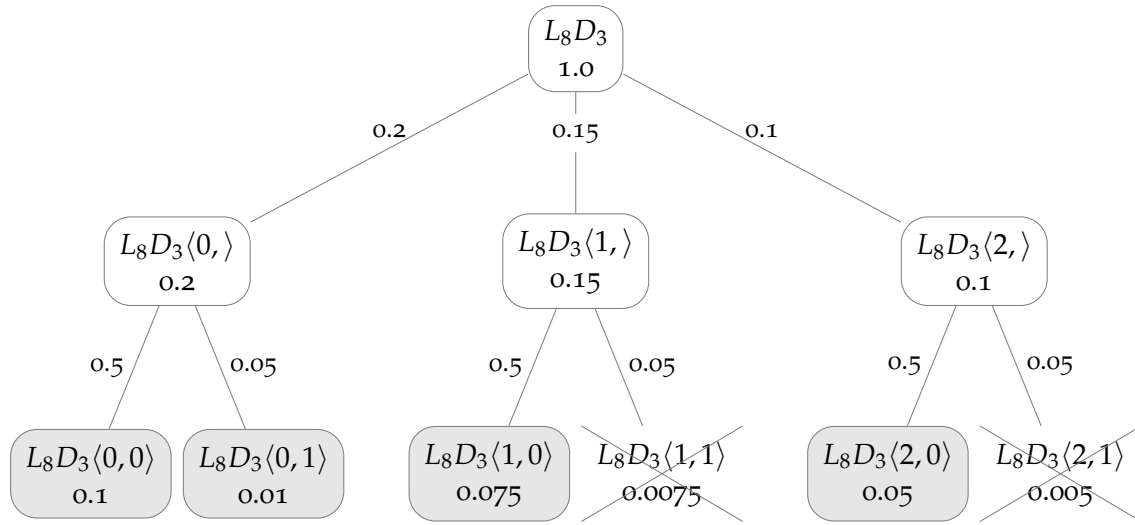 L₈D₃
1.0
0.2
0.15
0.1
L₈D₃⟨0, ⟩
0.2
L₈D₃⟨1, ⟩
0.15
L₈D₃⟨2, ⟩
0.1
0.5
0.05
0.5
0.05
0.5
0.05
L₈D₃⟨0, 0⟩
0.1
L₈D₃⟨0, 1⟩
0.01
L₈D₃⟨1, 0⟩
0.075
L₈D₃⟨1, 1⟩
0.0075
L₈D₃⟨2, 0⟩
0.05
L₈D₃⟨2, 1⟩
0.005